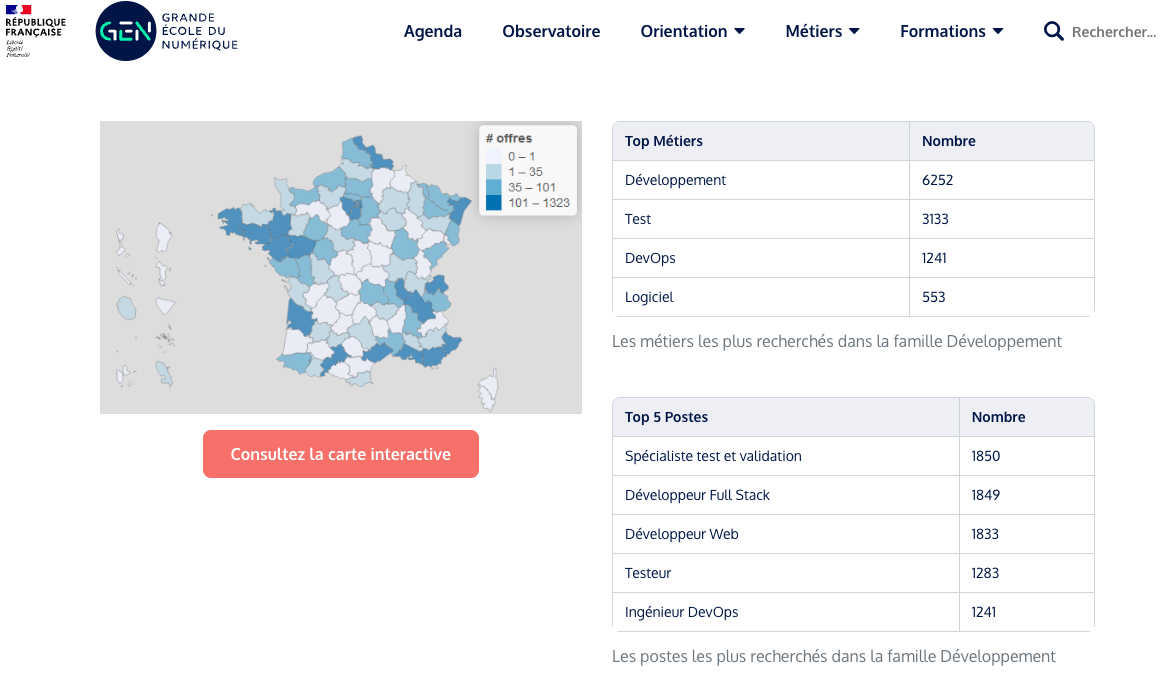 RÉPUBLIQUE
FRANÇAISE
Liberté
Égalité
Fraternité
GEN
GRANDE
ÉCOLE DU
NUMÉRIQUE
Agenda
Observatoire
Orientation
Métiers
Formations
Rechercher...
# offres
0 – 1
1 – 35
35 – 101
101 – 1323
Consultez la carte interactive
Top Métiers Nombre
Développement 6252
Test 3133
DevOps 1241
Logiciel 553
Les métiers les plus recherchés dans la famille Développement
Top 5 Postes Nombre
Spécialiste test et validation 1850
Développeur Full Stack 1849
Développeur Web 1833
Testeur 1283
Ingénieur DevOps 1241
Les postes les plus recherchés dans la famille Développement